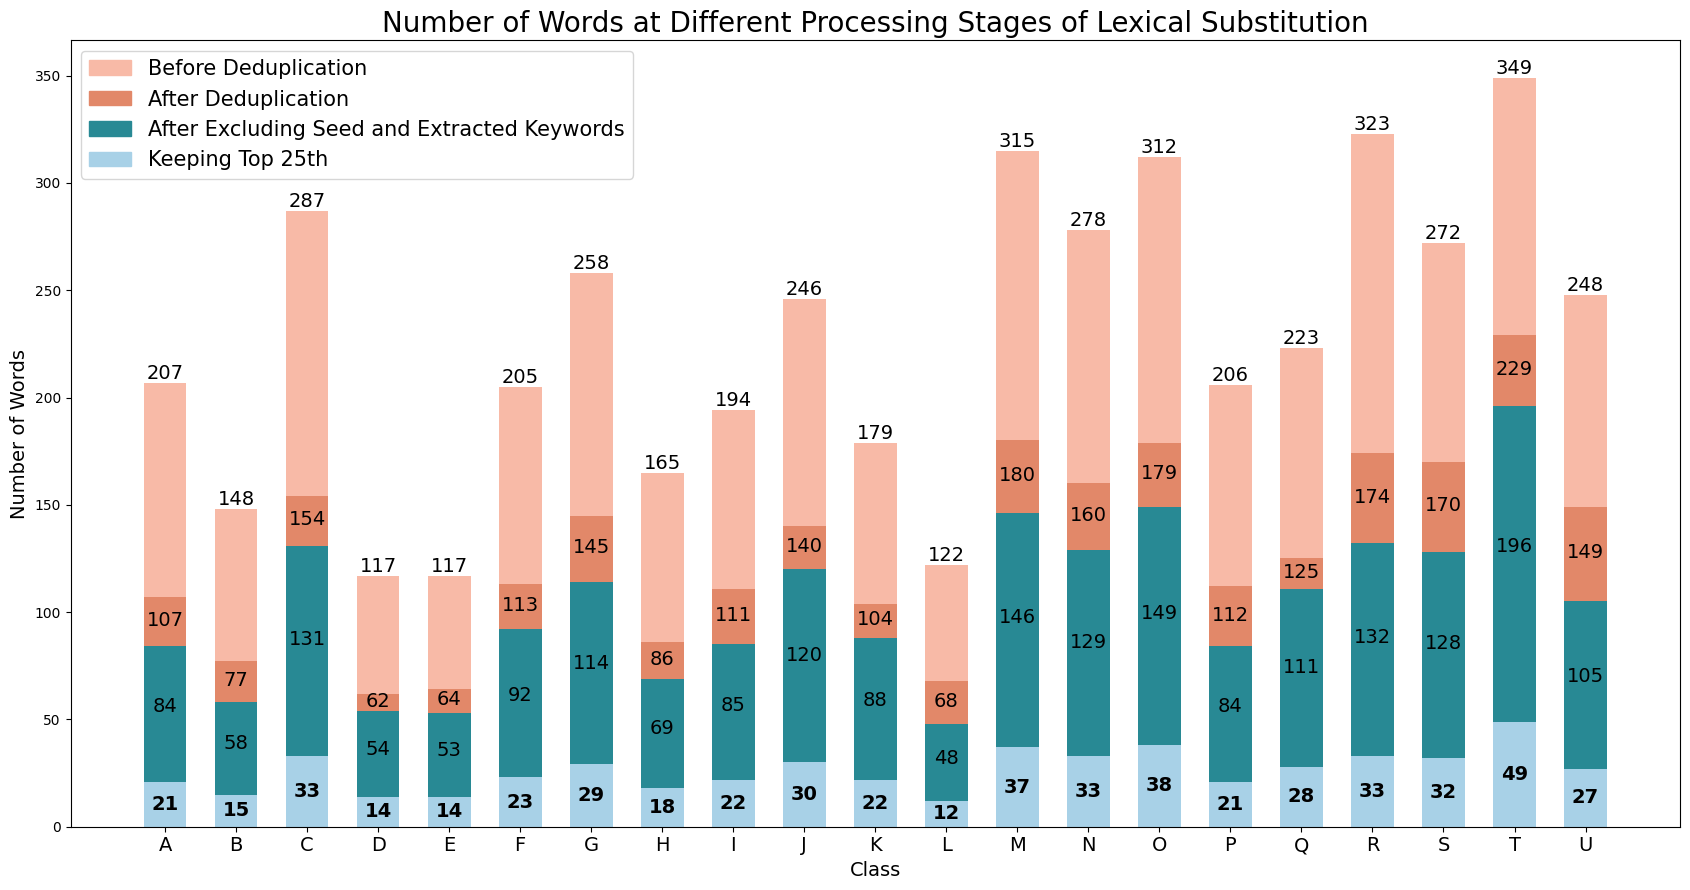 Number of Words at Different Processing Stages of Lexical Substitution
Before Deduplication
After Deduplication
After Excluding Seed and Extracted Keywords
Keeping Top 25th
Number of Words
350
300
250
200
150
100
50
0
207 148 287 117 117 205 258 165 194 246 179 122 315 278 312 206 223 323 272 349 248
107 77 154 62 64 113 145 86 111 140 104 68 180 160 179 112 125 174 170 229 149
84 58 131 54 53 92 114 69 85 120 88 48 146 129 149 84 111 132 128 196 105
21 15 33 14 14 23 29 18 22 30 22 12 37 33 38 21 28 33 32 49 27
A B C D E F G H I J K L M N O P Q R S T U
Class